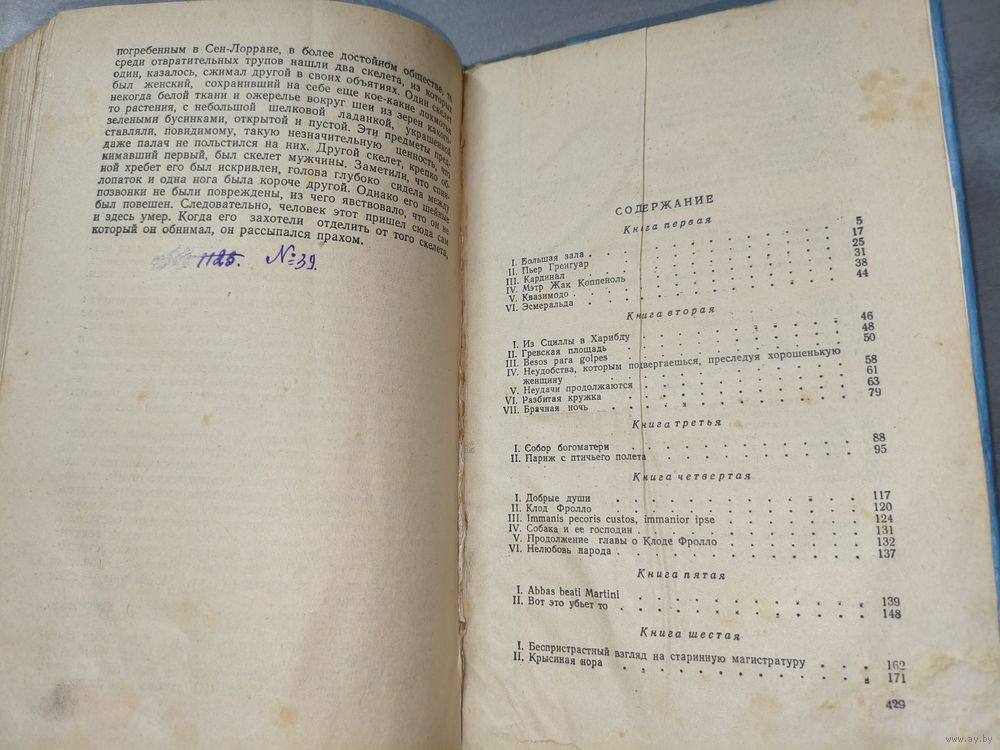 погребенным в Сен-Лорране, в более достойном обществе, то
среди отвратительных трупов нашли два скелета, из которых
один, казалось, сжимал другой в своих объятиях. Один скелет
был женский, сохранивший на себе еще кое-какие лохмотья
некогда белой ткани и ожерелье вокруг шеи из зерен какого-
то растения, с небольшой шелковой ладанкой, украшенной
зелеными бусинками, открытой и пустой. Эти предметы пред-
ставляли, повидимому, такую незначительную ценность, что
даже палач не польстился на них. Другой скелет, крепко об-
нимавший первый, был скелет мужчины. Заметили, что спин-
ной хребет его был искривлен, голова глубоко сидела между
лопаток и одна нога была короче другой. Однако его шейные
позвонки не были повреждены, из чего явствовало, что он не
был повешен. Следовательно, человек этот пришел сюда сам
и здесь умер. Когда его захотели отделить от того скелета,
который он обнимал, он рассыпался прахом.
1125. №39.
СОДЕРЖАНИЕ
Книга первая
I. Большая зала 5
II. Пьер Гренгуар 17
III. Кардинал 25
IV. Мэтр Жак Коппеноль 31
V. Квазимодо 38
VI. Эсмеральда 44
Книга вторая
I. Из Сциллы в Харибду 46
II. Гревская площадь 48
III. Besos para golpes 50
IV. Неудобства, которым подвергаешься, преследуя хорошенькую
женщину 58
V. Неудачи продолжаются 61
VI. Разбитая кружка 63
VII. Брачная ночь 79
Книга третья
I. Собор богоматери 88
II. Париж с птичьего полета 95
Книга четвертая
I. Добрые души 117
II. Клод Фролло 120
III. Immanis pecoris custos, immanior ipse 124
IV. Собака и ее господин 131
V. Продолжение главы о Клоде Фролло 132
VI. Нелюбовь народа 137
Книга пятая
I. Abbas beati Martini 139
II. Вот это убьет то 148
Книга шестая
I. Беспристрастный взгляд на старинную магистратуру 162
II. Крысиная нора 171
429
www.ay.by